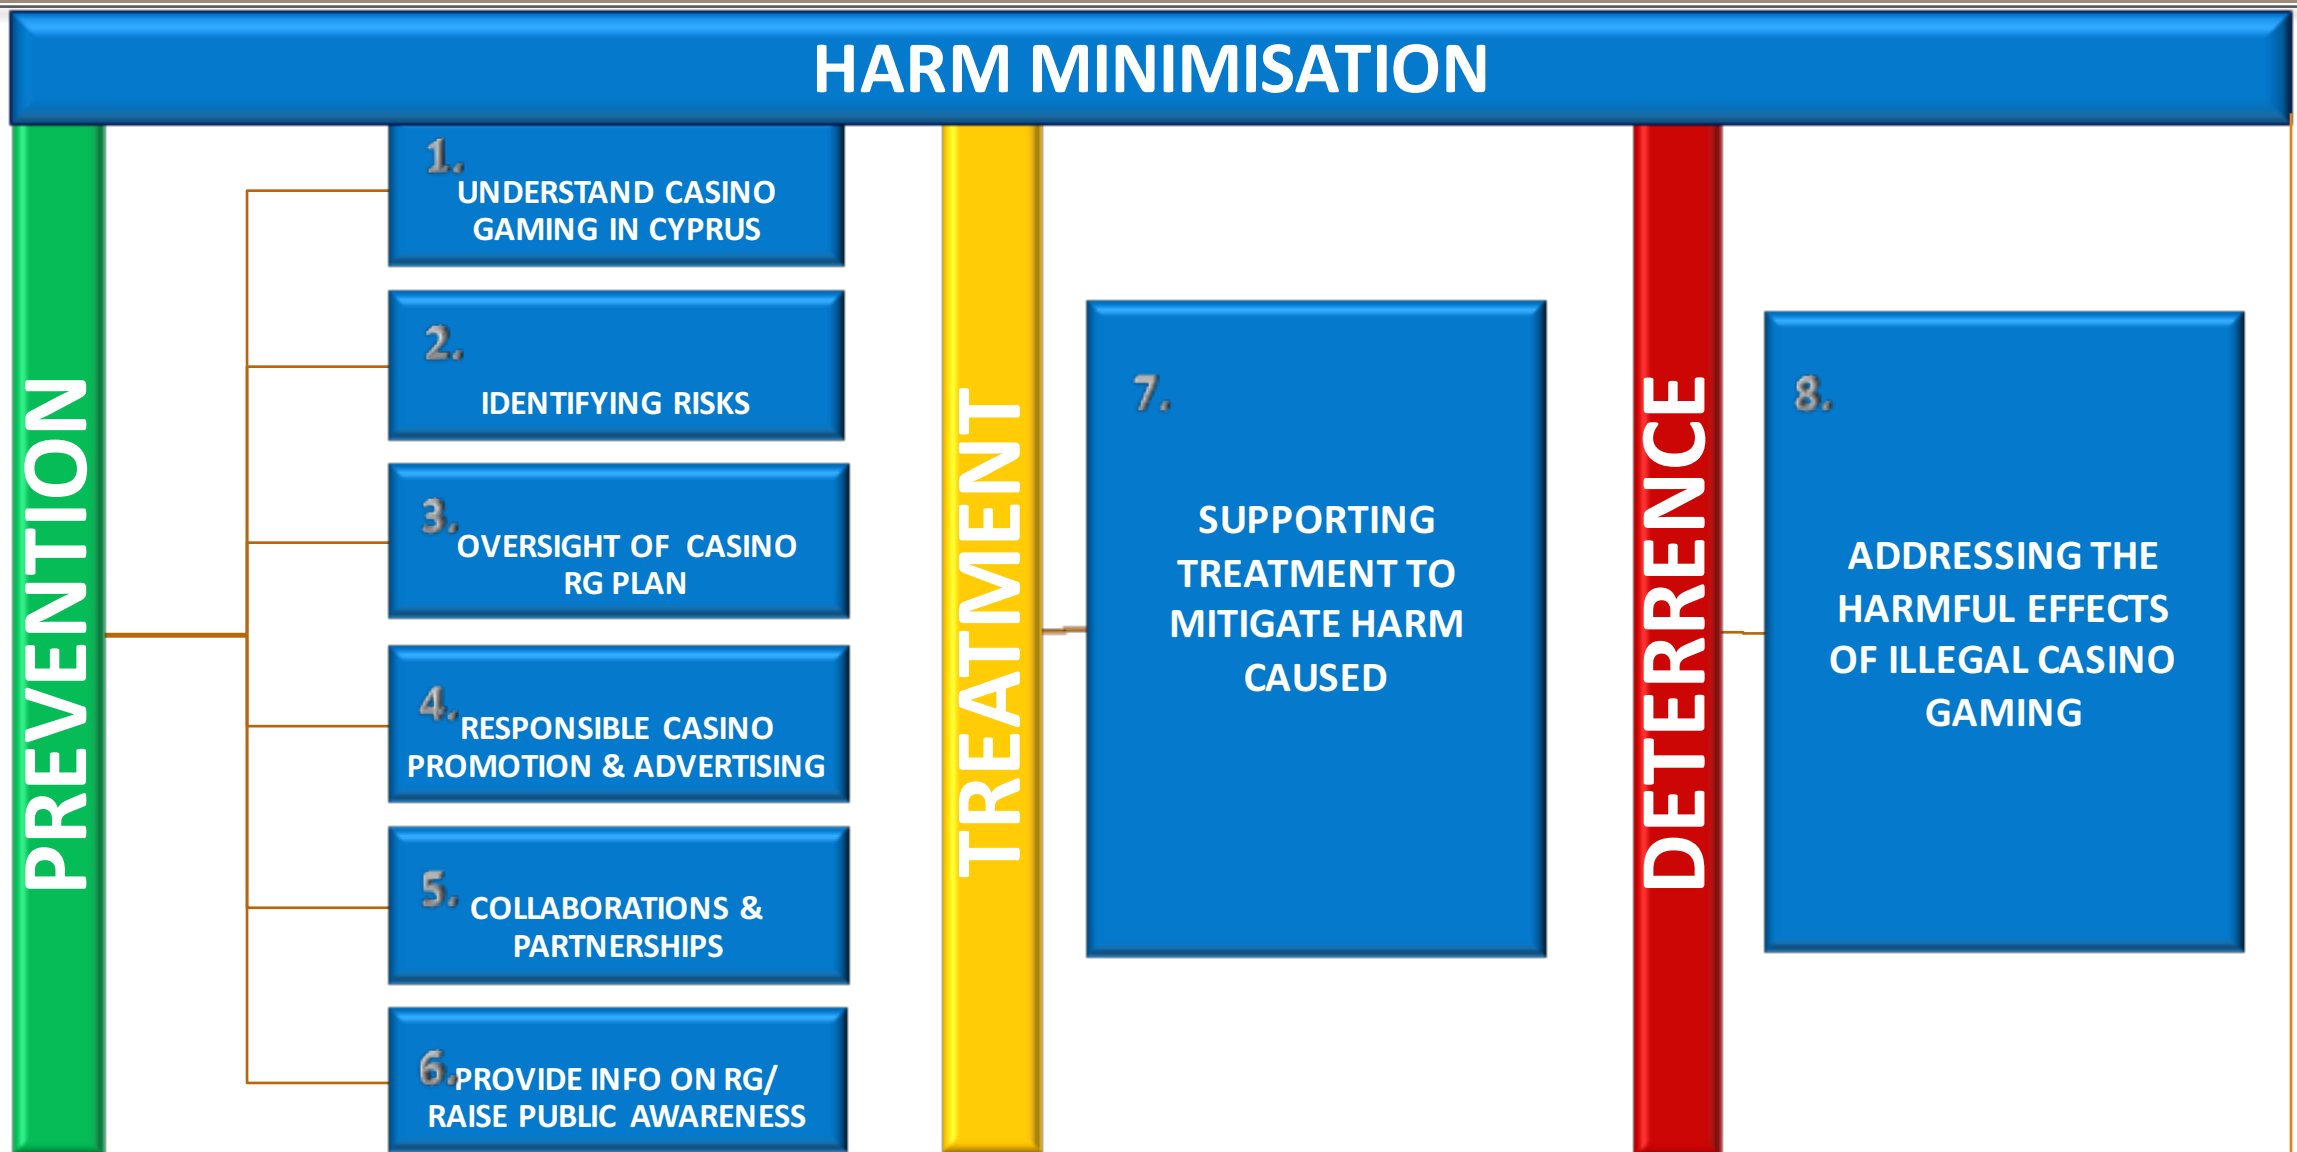 HARM MINIMISATION
PREVENTION
1.
UNDERSTAND CASINO
GAMING IN CYPRUS
2.
IDENTIFYING RISKS
3.
OVERSIGHT OF CASINO
RG PLAN
4.
RESPONSIBLE CASINO
PROMOTION & ADVERTISING
5.
COLLABORATIONS &
PARTNERSHIPS
6.
PROVIDE INFO ON RG/
RAISE PUBLIC AWARENESS
TREATMENT
7.
SUPPORTING
TREATMENT TO
MITIGATE HARM
CAUSED
DETERRENCE
8.
ADDRESSING THE
HARMFUL EFFECTS
OF ILLEGAL CASINO
GAMING